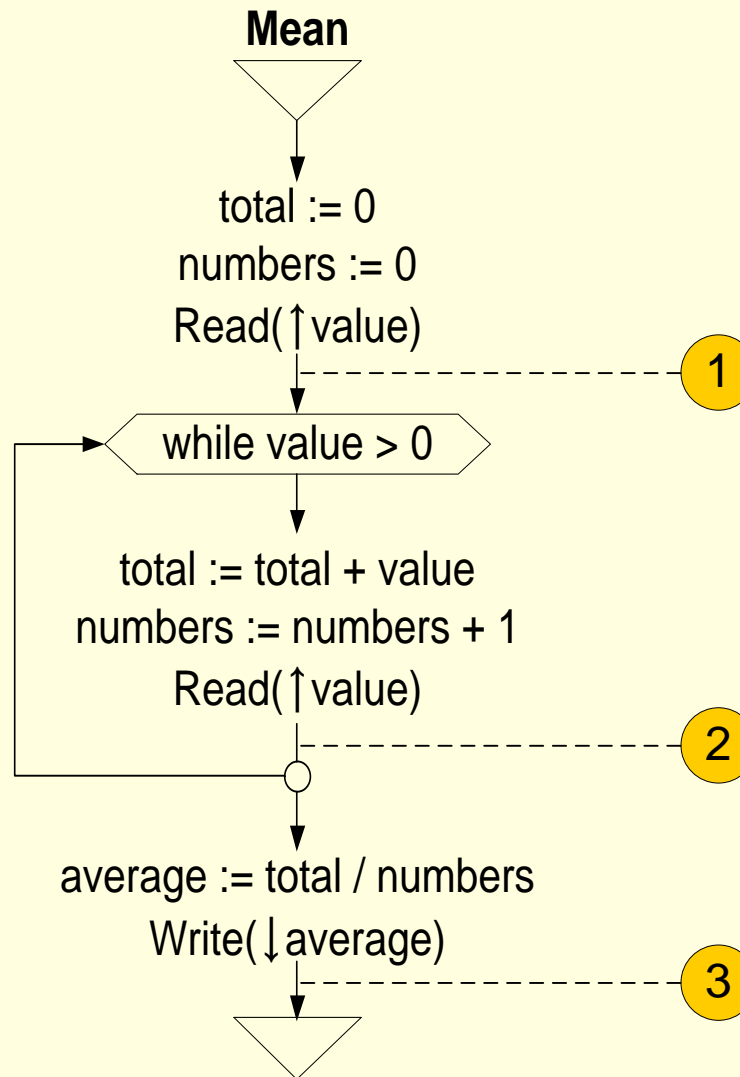 Mean
total := 0
numbers := 0
Read(↑value)
1
while value > 0
total := total + value
numbers := numbers + 1
Read(↑value)
2
average := total / numbers
Write(↓average)
3